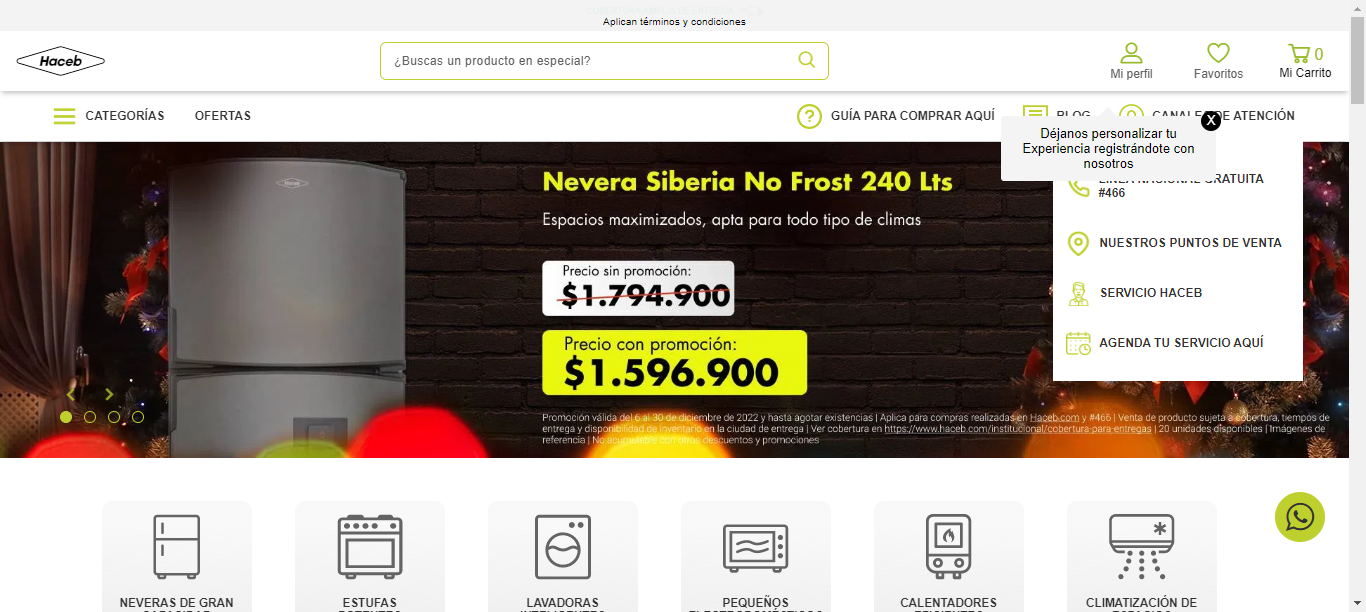 Aplican términos y condiciones
Haceb
¿Buscas un producto en especial?
Mi perfil
Favoritos
0
Mi Carrito
CATEGORÍAS
OFERTAS
GUÍA PARA COMPRAR AQUÍ
BLOG
CANALES DE ATENCIÓN
X
Déjanos personalizar tu
Experiencia registrándote con
nosotros
LÍNEA NACIONAL GRATUITA
#466
NUESTROS PUNTOS DE VENTA
SERVICIO HACEB
AGENDA TU SERVICIO AQUÍ
Haceb
Nevera Siberia No Frost 240 Lts
Espacios maximizados, apta para todo tipo de climas
Precio sin promoción:
$1.794.900
Precio con promoción:
$1.596.900
Promoción válida del 6 al 30 de diciembre de 2022 y hasta agotar existencias | Aplica para compras realizadas en Haceb.com y #466 | Venta de producto sujeta a cobertura, tiempos de
entrega y disponibilidad de inventario en la ciudad de entrega | Ver cobertura en https://www.haceb.com/institucional/cobertura-para-entregas | 20 unidades disponibles | Imágenes de
referencia | No acumulable con otros descuentos y promociones
NEVERAS DE GRAN
CAPACIDAD
ESTUFAS
POTENTES
LAVADORAS
INTELIGENTES
PEQUEÑOS
ELECTRODOMÉSTICOS
CALENTADORES
EFICIENTES
CLIMATIZACIÓN DE
ESPACIOS